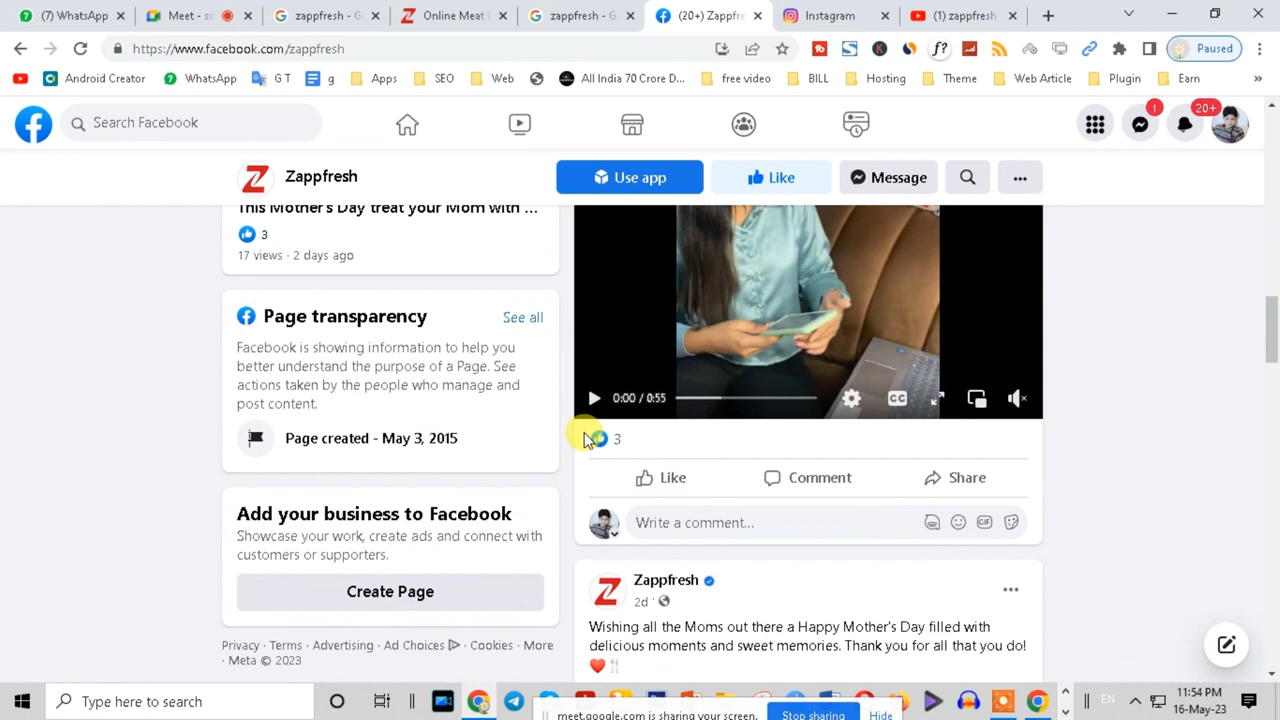 (7) WhatsApp
Meet - sx
zappfresh - G
Online Meat D
zappfresh - G
(20+) Zappfre
Instagram
(1) zappfresh
https://www.facebook.com/zappfresh
Paused
Android Creator
WhatsApp
G T
g
Apps
SEO
Web
All India 70 Crore D...
free video
BILL
Hosting
Theme
Web Article
Plugin
Earn
»
Search Facebook
1
20+
Zappfresh
Use app
Like
Message
This Mother's Day treat your Mom with ...
3
17 views · 2 days ago
Page transparency
See all
Facebook is showing information to help you
better understand the purpose of a Page. See
actions taken by the people who manage and
post content.
Page created - May 3, 2015
Add your business to Facebook
Showcase your work, create ads and connect with
customers or supporters.
Create Page
Privacy · Terms · Advertising · Ad Choices · Cookies · More
· Meta © 2023
0:00 / 0:55
CC
3
Like
Comment
Share
Write a comment...
GIF
Zappfresh
2d ·
Wishing all the Moms out there a Happy Mother's Day filled with
delicious moments and sweet memories. Thank you for all that you do!
Type here to search
meet.google.com is sharing your screen.
Stop sharing
Hide
EN
11:54 PM
16-May-23